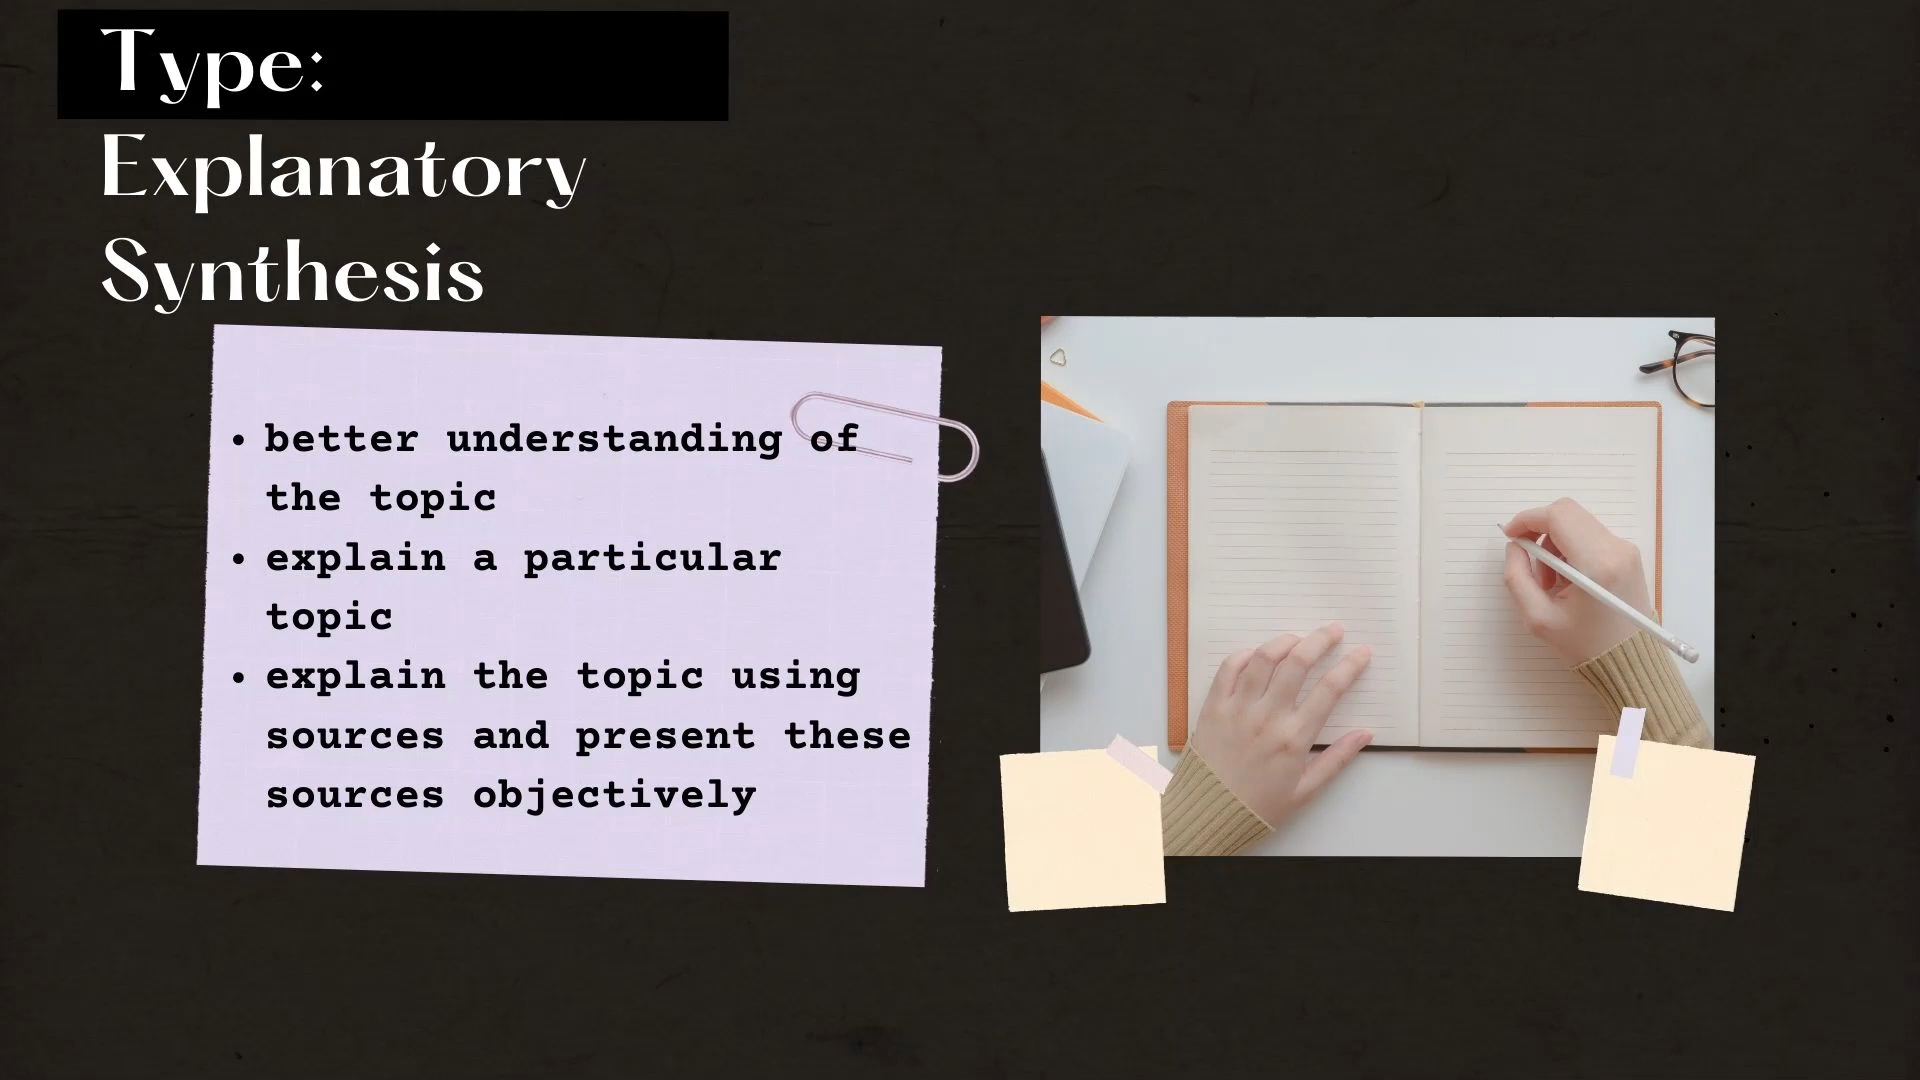 Type:
Explanatory
Synthesis
• better understanding of
the topic
• explain a particular
topic
• explain the topic using
sources and present these
sources objectively